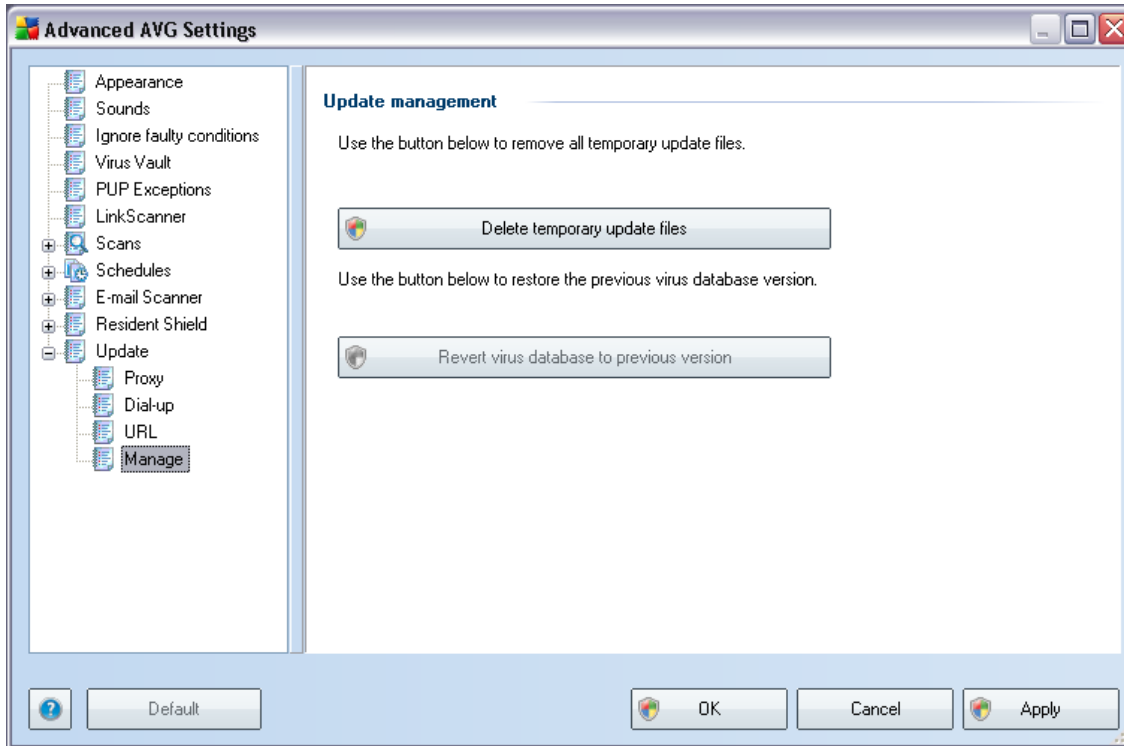 Advanced AVG Settings
Appearance
Sounds
Ignore faulty conditions
Virus Vault
PUP Exceptions
LinkScanner
Scans
Schedules
E-mail Scanner
Resident Shield
Update
Proxy
Dial-up
URL
Manage
Update management
Use the button below to remove all temporary update files.
Delete temporary update files
Use the button below to restore the previous virus database version.
Revert virus database to previous version
?
Default
OK
Cancel
Apply